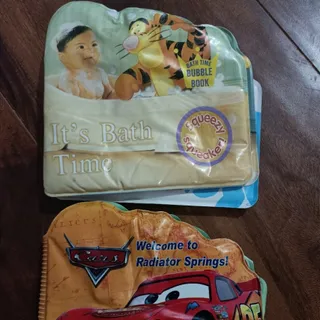 BATH TIME
BUBBLE
BOOK
It's Bath
Time
Squeezy
Squeaker!
Cars
Welcome to
Radiator Springs!